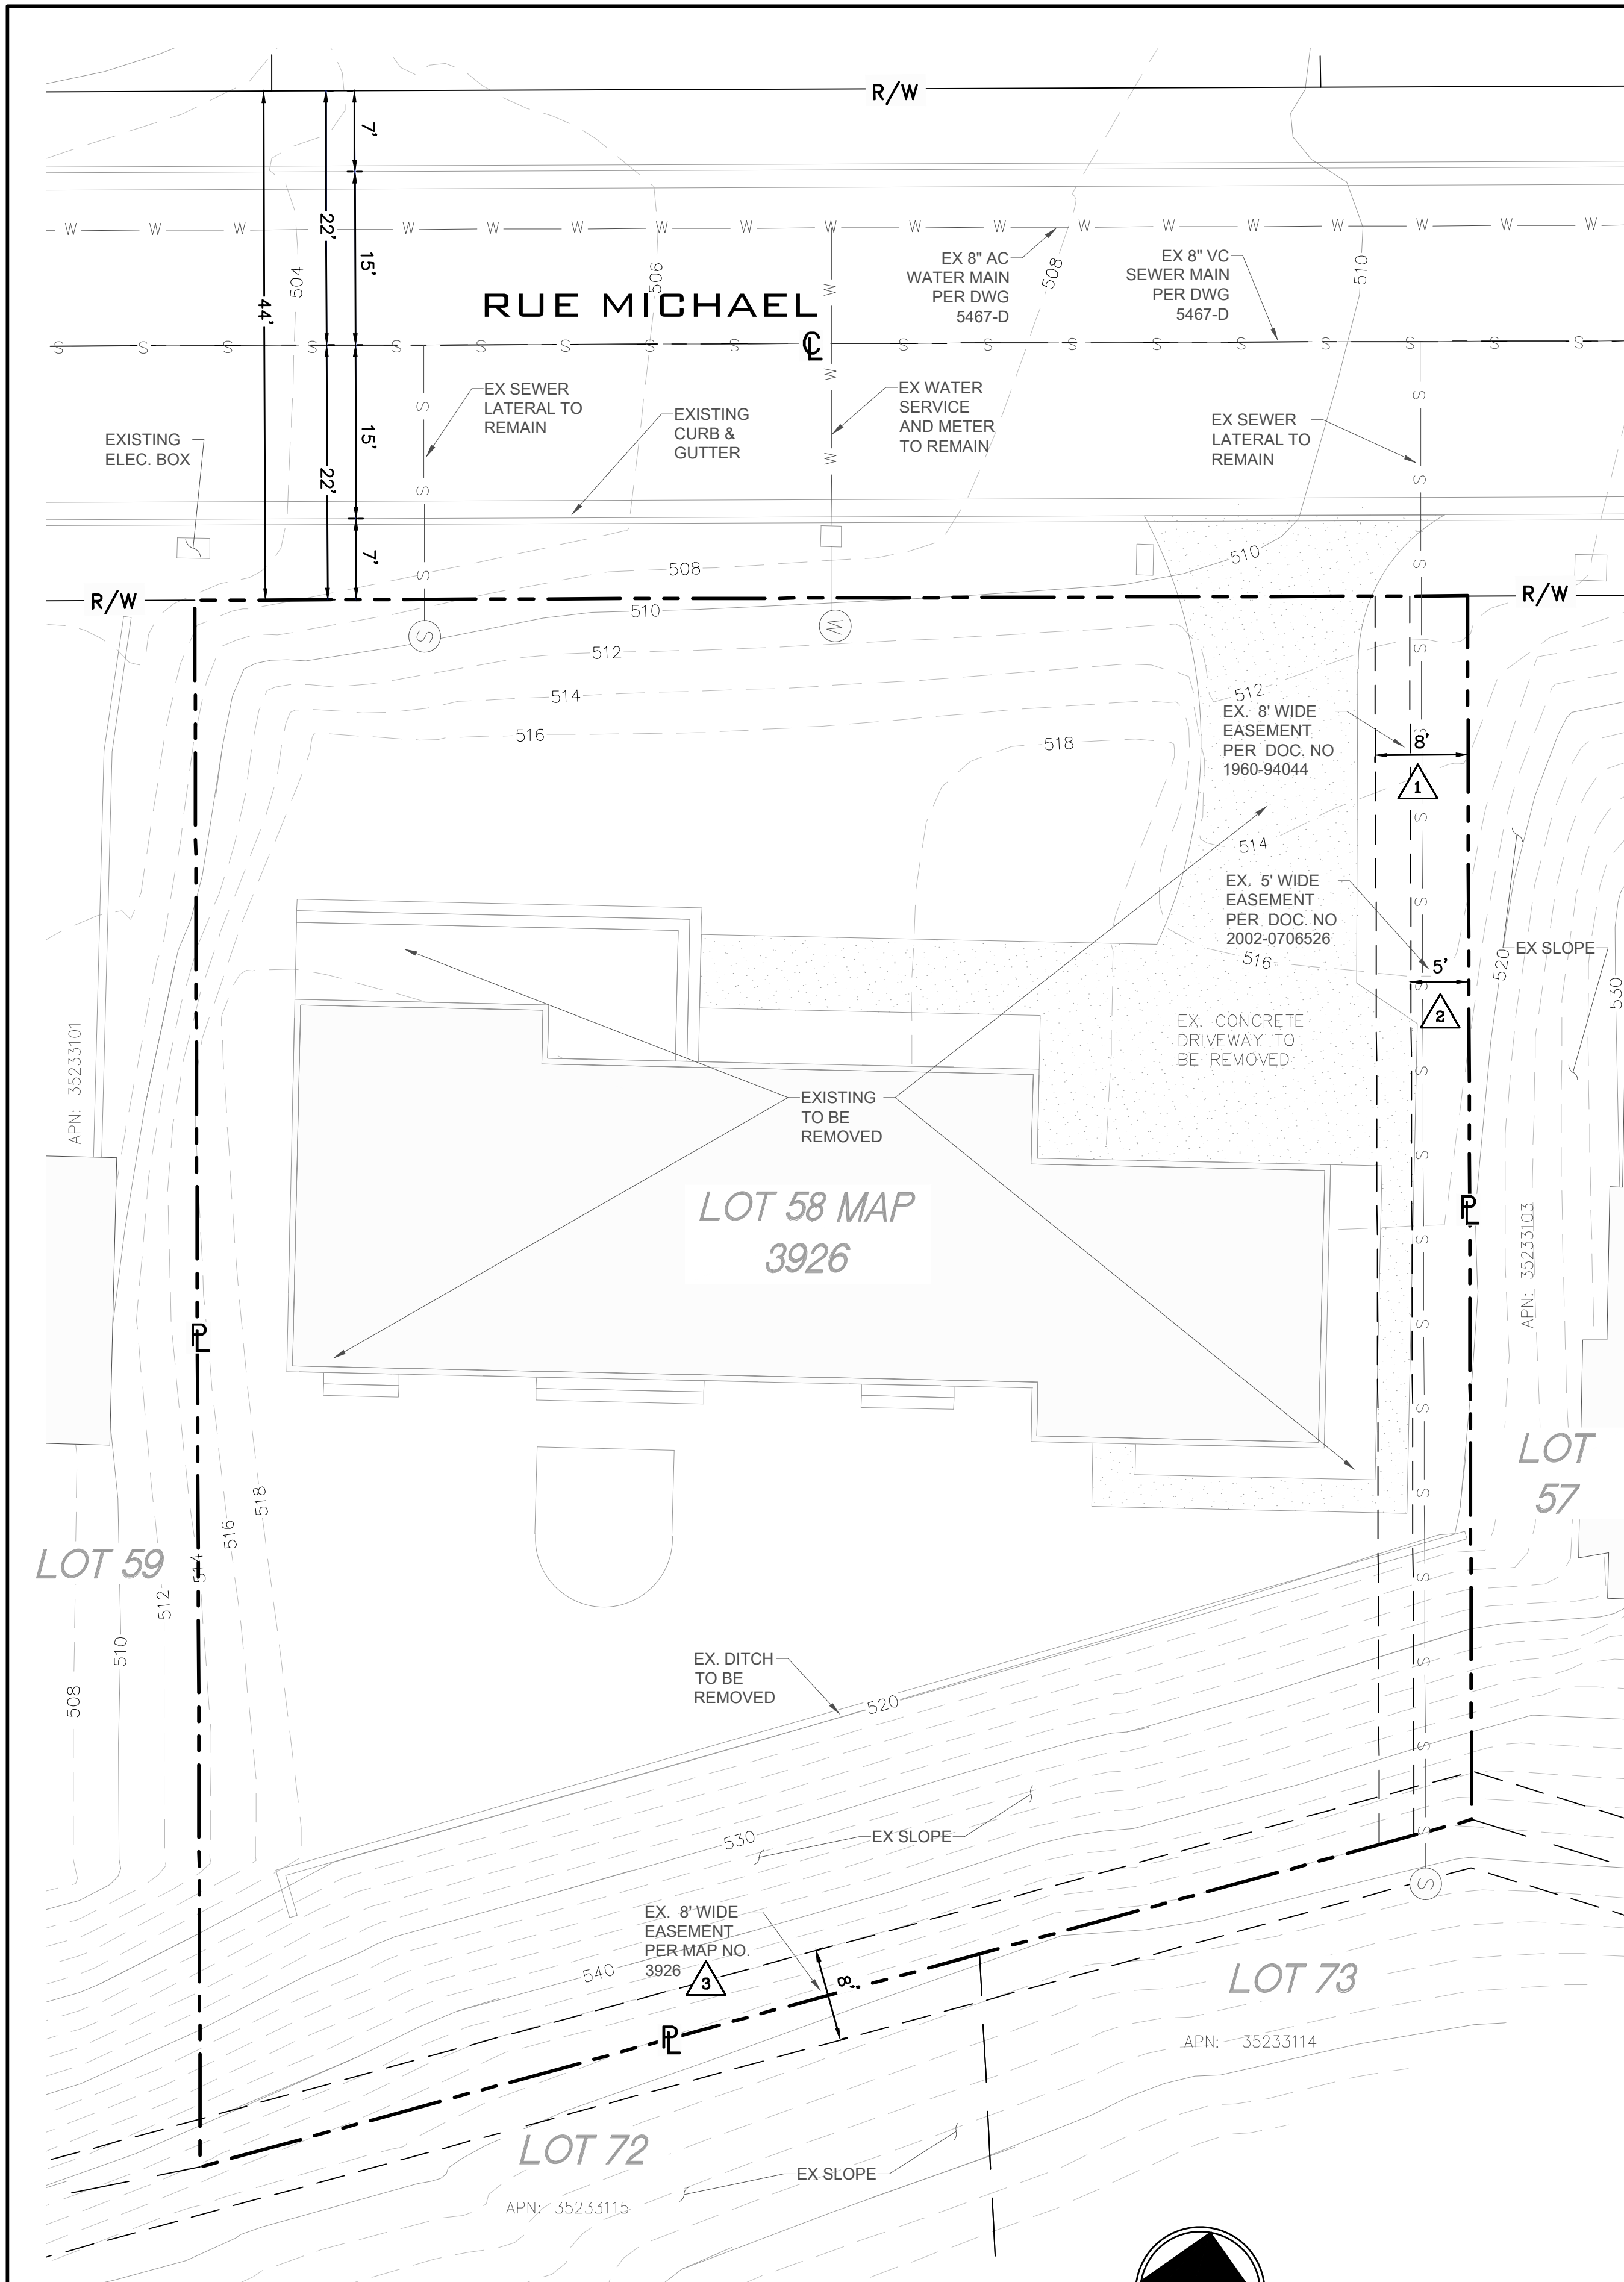 R/W
7'
22'
15'
44'
504
506
508
510
W W W W W W W W W W W W W W W W W W
EX 8" AC
WATER MAIN
PER DWG
5467-D
EX 8" VC
SEWER MAIN
PER DWG
5467-D
RUE MICHAEL
CL
S S S S S S S S S S S S S S S S S
EX SEWER
LATERAL TO
REMAIN
EXISTING
CURB &
GUTTER
EX WATER
SERVICE
AND METER
TO REMAIN
EX SEWER
LATERAL TO
REMAIN
EXISTING
ELEC. BOX
15'
22'
7'
508
510
R/W
R/W
510
S
W
512
514
516
518
512
EX. 8' WIDE
EASEMENT
PER DOC. NO
1960-94044
8'
1
514
EX. 5' WIDE
EASEMENT
PER DOC. NO
2002-0706526
516
5'
2
520
EX SLOPE
530
EX. CONCRETE
DRIVEWAY TO
BE REMOVED
APN: 35233101
EXISTING
TO BE
REMOVED
LOT 58 MAP
3926
PL
APN: 35233103
PL
LOT
57
518
516
514
512
510
508
LOT 59
EX. DITCH
TO BE
REMOVED
520
530
EX SLOPE
EX. 8' WIDE
EASEMENT
PER MAP NO.
3926
3
540
8'
PL
S
LOT 73
APN: 35233114
LOT 72
EX SLOPE
APN: 35233115